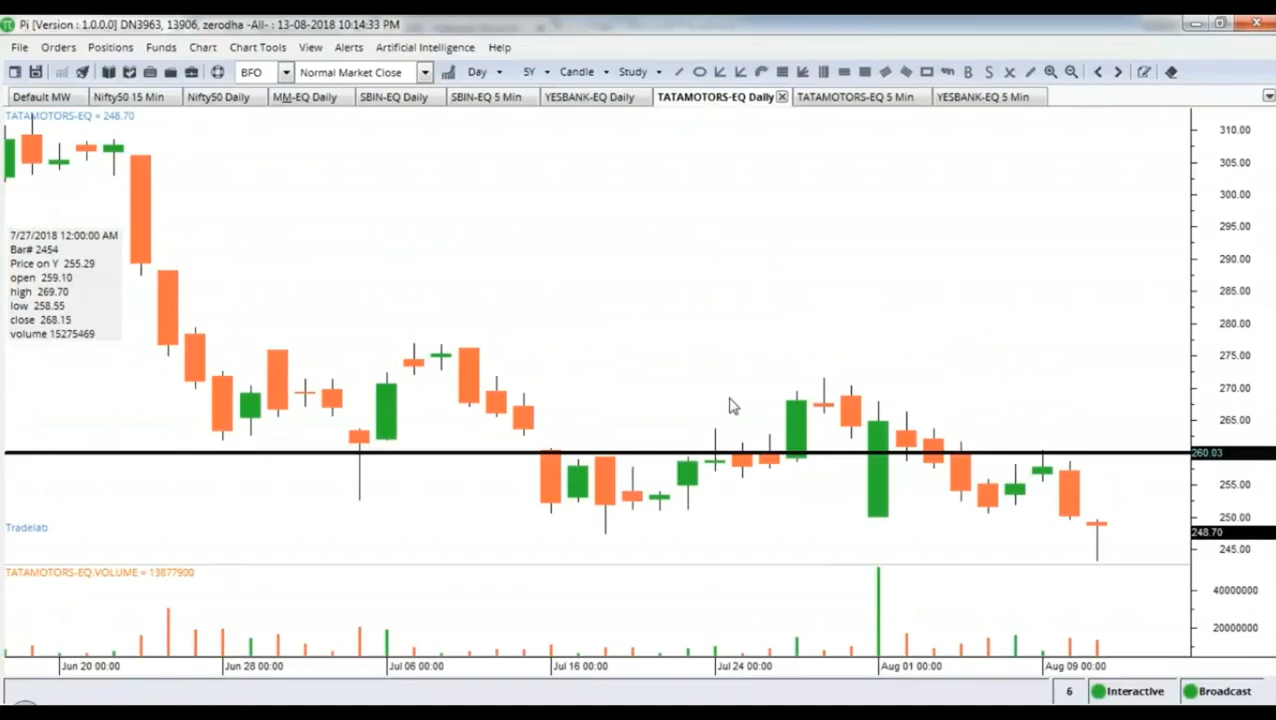 Pi [Version : 1.0.0.0] DN3963, 13906, zerodha -All- : 13-08-2018 10:14:33 PM
File Orders Positions Funds Chart Chart Tools View Alerts Artificial Intelligence Help
BFO Normal Market Close Day 5Y Candle Study
Default MW Nifty50 15 Min Nifty50 Daily MM-EQ Daily SBIN-EQ Daily SBIN-EQ 5 Min YESBANK-EQ Daily TATAMOTORS-EQ Daily TATAMOTORS-EQ 5 Min YESBANK-EQ 5 Min
TATAMOTORS-EQ = 248.70
310.00
305.00
300.00
295.00
290.00
285.00
280.00
275.00
270.00
265.00
260.03
255.00
250.00
248.70
245.00
7/27/2018 12:00:00 AM
Bar# 2454
Price on Y 255.29
open 259.10
high 269.70
low 258.55
close 268.15
volume 15275469
Tradelab
TATAMOTORS-EQ.VOLUME = 13877900
40000000
20000000
Jun 20 00:00 Jun 28 00:00 Jul 06 00:00 Jul 16 00:00 Jul 24 00:00 Aug 01 00:00 Aug 09 00:00
6 Interactive Broadcast